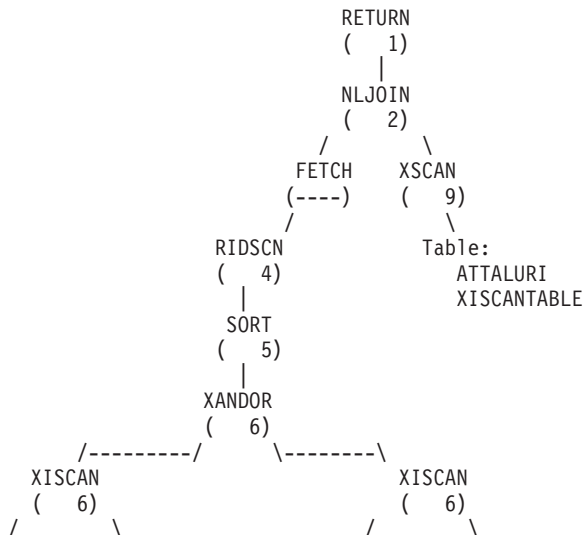 RETURN
(   1)
|
NLJOIN
(   2)
/ \
FETCH XSCAN
(----) (   9)
/ \
RIDSCN Table:
(   4) ATTALURI
| XISCANTABLE
SORT
(   5)
|
XANDOR
(   6)
/---------/ \--------\
XISCAN XISCAN
(   6) (   6)
/ \ / \